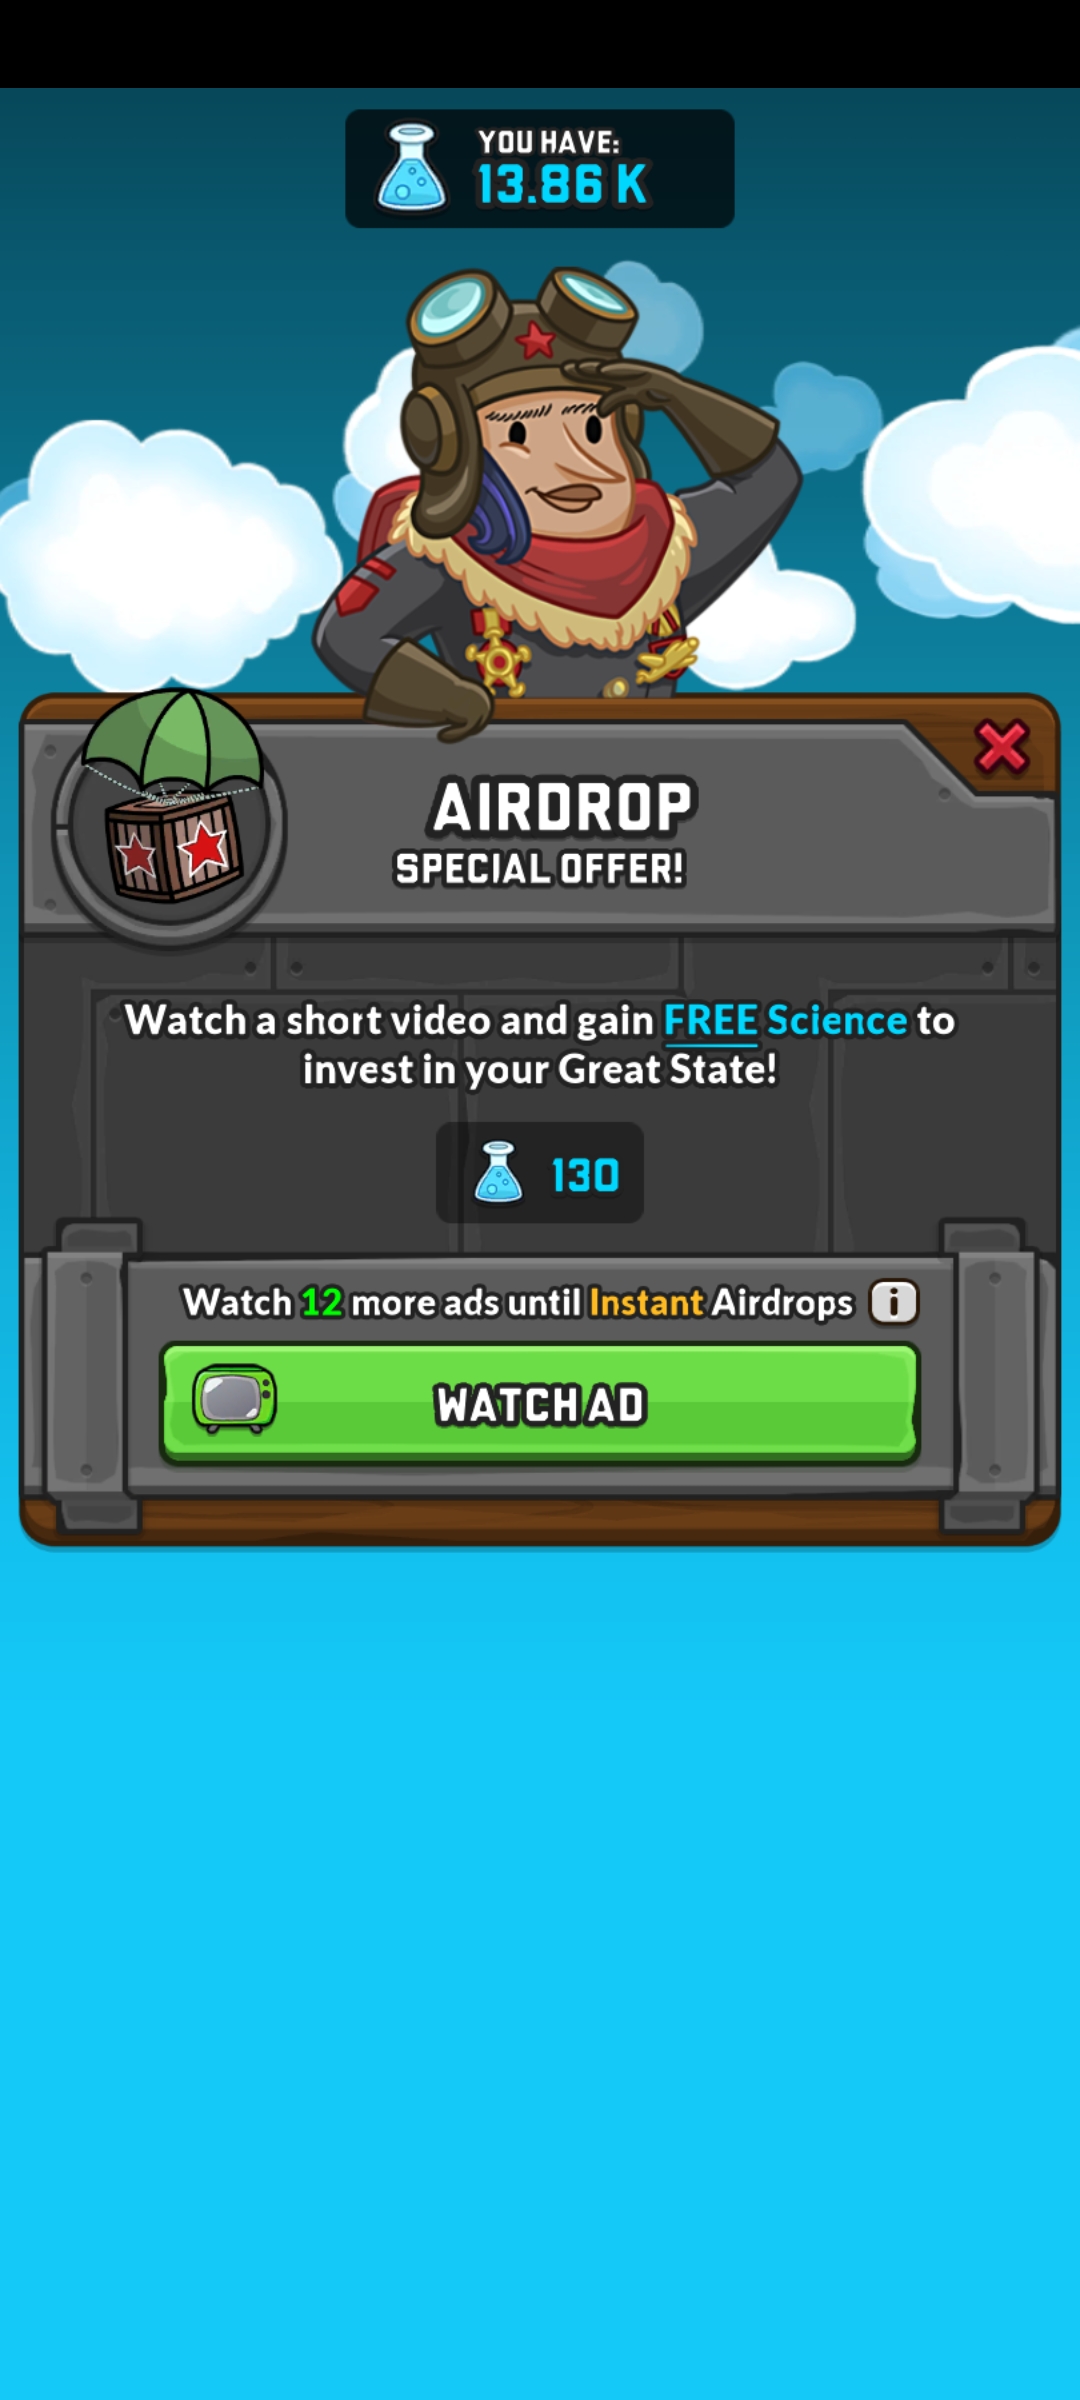 YOU HAVE:
13.86 K
AIRDROP
SPECIAL OFFER!
Watch a short video and gain FREE Science to
invest in your Great State!
130
Watch 12 more ads until Instant Airdrops
i
WATCH AD